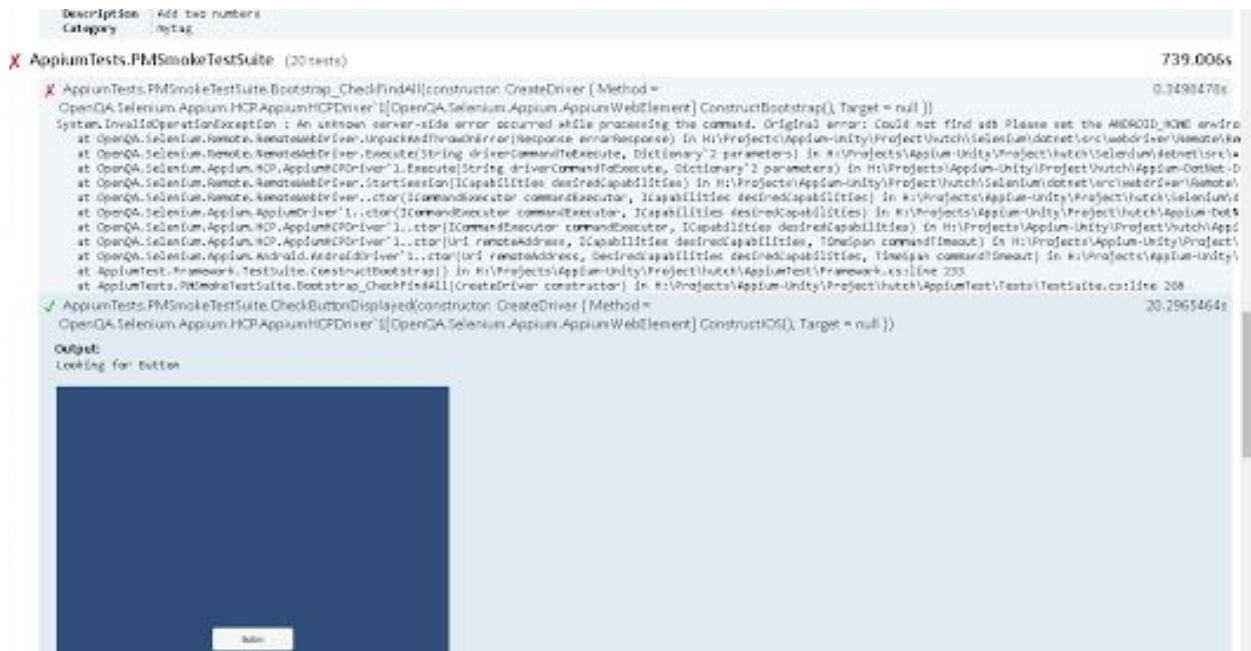 Description Add two numbers
Category mytag
X AppiumTests.PMSmokeTestSuite (20 tests) 739.006s
X AppiumTests.PMSmokeTestSuite.Bootstrap_CheckFindAll(constructor: CreateDriver { Method = 0.3498478s
OpenQA.Selenium.Appium.HCP.AppiumHCPDriver`1[OpenQA.Selenium.Appium.AppiumWebElement] ConstructBootstrap(), Target = null })
System.InvalidOperationException : An unknown server-side error occurred while processing the command. Original error: Could not find adb Please set the ANDROID_HOME enviro
at OpenQA.Selenium.Remote.RemoteWebDriver.UnpackAndThrowOnError(Response errorResponse) in H:\Projects\Appium-Unity\Project\hutch\Selenium\dotnet\src\webdriver\Remote\Re
at OpenQA.Selenium.Remote.RemoteWebDriver.Execute(String driverCommandToExecute, Dictionary`2 parameters) in H:\Projects\Appium-Unity\Project\hutch\Selenium\dotnet\src\w
at OpenQA.Selenium.Appium.HCP.AppiumHCPDriver`1.Execute(String driverCommandToExecute, Dictionary`2 parameters) in H:\Projects\Appium-Unity\Project\hutch\Appium-DotNet-D
at OpenQA.Selenium.Remote.RemoteWebDriver.StartSession(ICapabilities desiredCapabilities) in H:\Projects\Appium-Unity\Project\hutch\Selenium\dotnet\src\webdriver\Remote\
at OpenQA.Selenium.Remote.RemoteWebDriver..ctor(ICommandExecutor commandExecutor, ICapabilities desiredCapabilities) in H:\Projects\Appium-Unity\Project\hutch\Selenium\d
at OpenQA.Selenium.Appium.AppiumDriver`1..ctor(ICommandExecutor commandExecutor, ICapabilities desiredCapabilities) in H:\Projects\Appium-Unity\Project\hutch\Appium-DotN
at OpenQA.Selenium.Appium.HCP.AppiumHCPDriver`1..ctor(ICommandExecutor commandExecutor, ICapabilities desiredCapabilities) in H:\Projects\Appium-Unity\Project\hutch\Appi
at OpenQA.Selenium.Appium.HCP.AppiumHCPDriver`1..ctor(Uri remoteAddress, ICapabilities desiredCapabilities, TimeSpan commandTimeout) in H:\Projects\Appium-Unity\Project\
at OpenQA.Selenium.Appium.Android.AndroidDriver`1..ctor(Uri remoteAddress, DesiredCapabilities desiredCapabilities, TimeSpan commandTimeout) in H:\Projects\Appium-Unity\
at AppiumTest.Framework.TestSuite.ConstructBootstrap() in H:\Projects\Appium-Unity\Project\hutch\AppiumTest\Framework.cs:line 233
at AppiumTests.PMSmokeTestSuite.Bootstrap_CheckFindAll(CreateDriver constructor) in H:\Projects\Appium-Unity\Project\hutch\AppiumTest\Tests\TestSuite.cs:line 260
✓ AppiumTests.PMSmokeTestSuite.CheckButtonDisplayed(constructor: CreateDriver { Method = 20.2965464s
OpenQA.Selenium.Appium.HCP.AppiumHCPDriver`1[OpenQA.Selenium.Appium.AppiumWebElement] ConstructIOS(), Target = null })
Output:
Looking for Button
Button